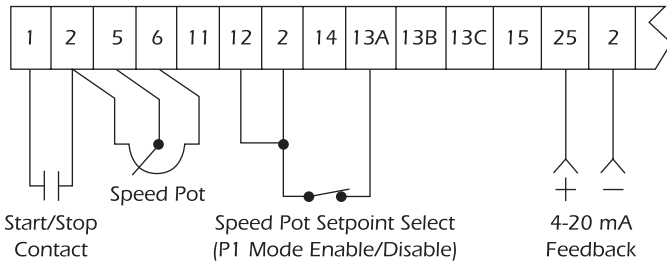 1 2 5 6 11 12 2 14 13A 13B 13C 15 25 2
+ −
Speed Pot
Start/Stop Speed Pot Setpoint Select 4-20 mA
Contact (P1 Mode Enable/Disable) Feedback